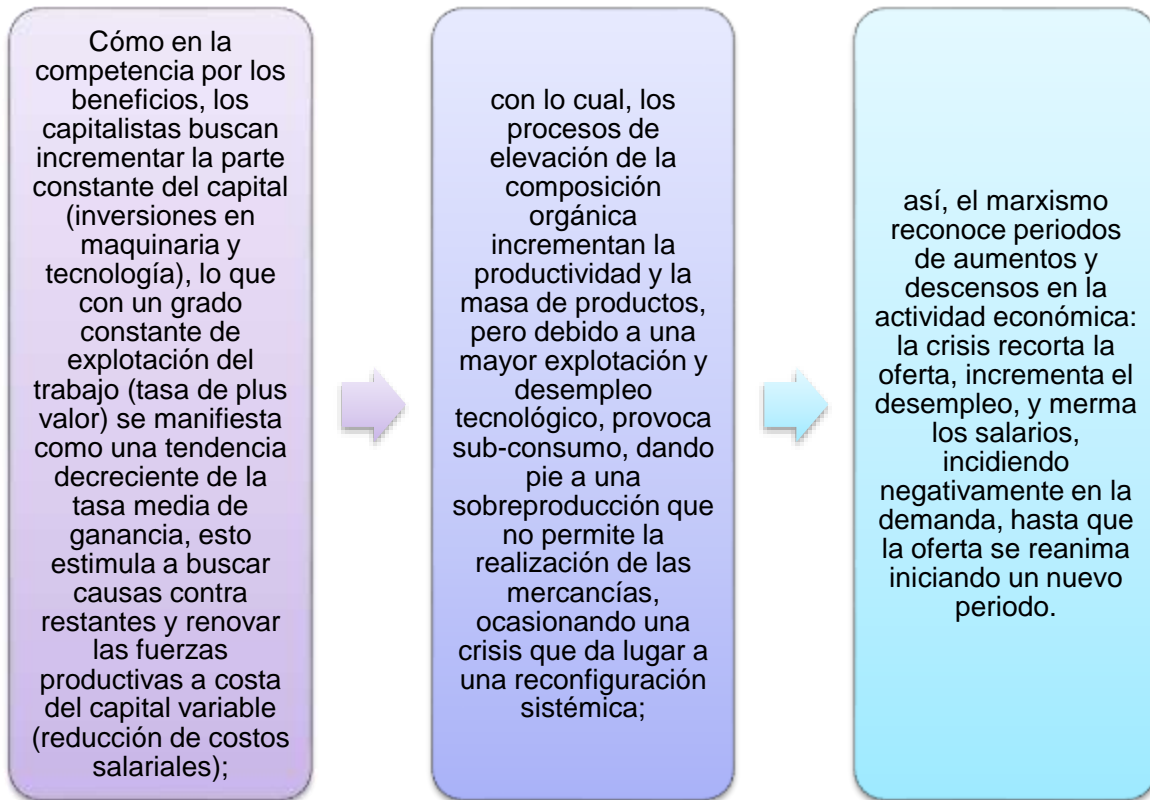 Cómo en la
competencia por los
beneficios, los
capitalistas buscan
incrementar la parte
constante del capital
(inversiones en
maquinaria y
tecnología), lo que
con un grado
constante de
explotación del
trabajo (tasa de plus
valor) se manifiesta
como una tendencia
decreciente de la
tasa media de
ganancia, esto
estimula a buscar
causas contra
restantes y renovar
las fuerzas
productivas a costa
del capital variable
(reducción de costos
salariales);
con lo cual, los
procesos de
elevación de la
composición
orgánica
incrementan la
productividad y la
masa de productos,
pero debido a una
mayor explotación y
desempleo
tecnológico, provoca
sub-consumo, dando
pie a una
sobreproducción que
no permite la
realización de las
mercancías,
ocasionando una
crisis que da lugar a
una reconfiguración
sistémica;
así, el marxismo
reconoce periodos
de aumentos y
descensos en la
actividad económica:
la crisis recorta la
oferta, incrementa el
desempleo, y merma
los salarios,
incidiendo
negativamente en la
demanda, hasta que
la oferta se reanima
iniciando un nuevo
periodo.